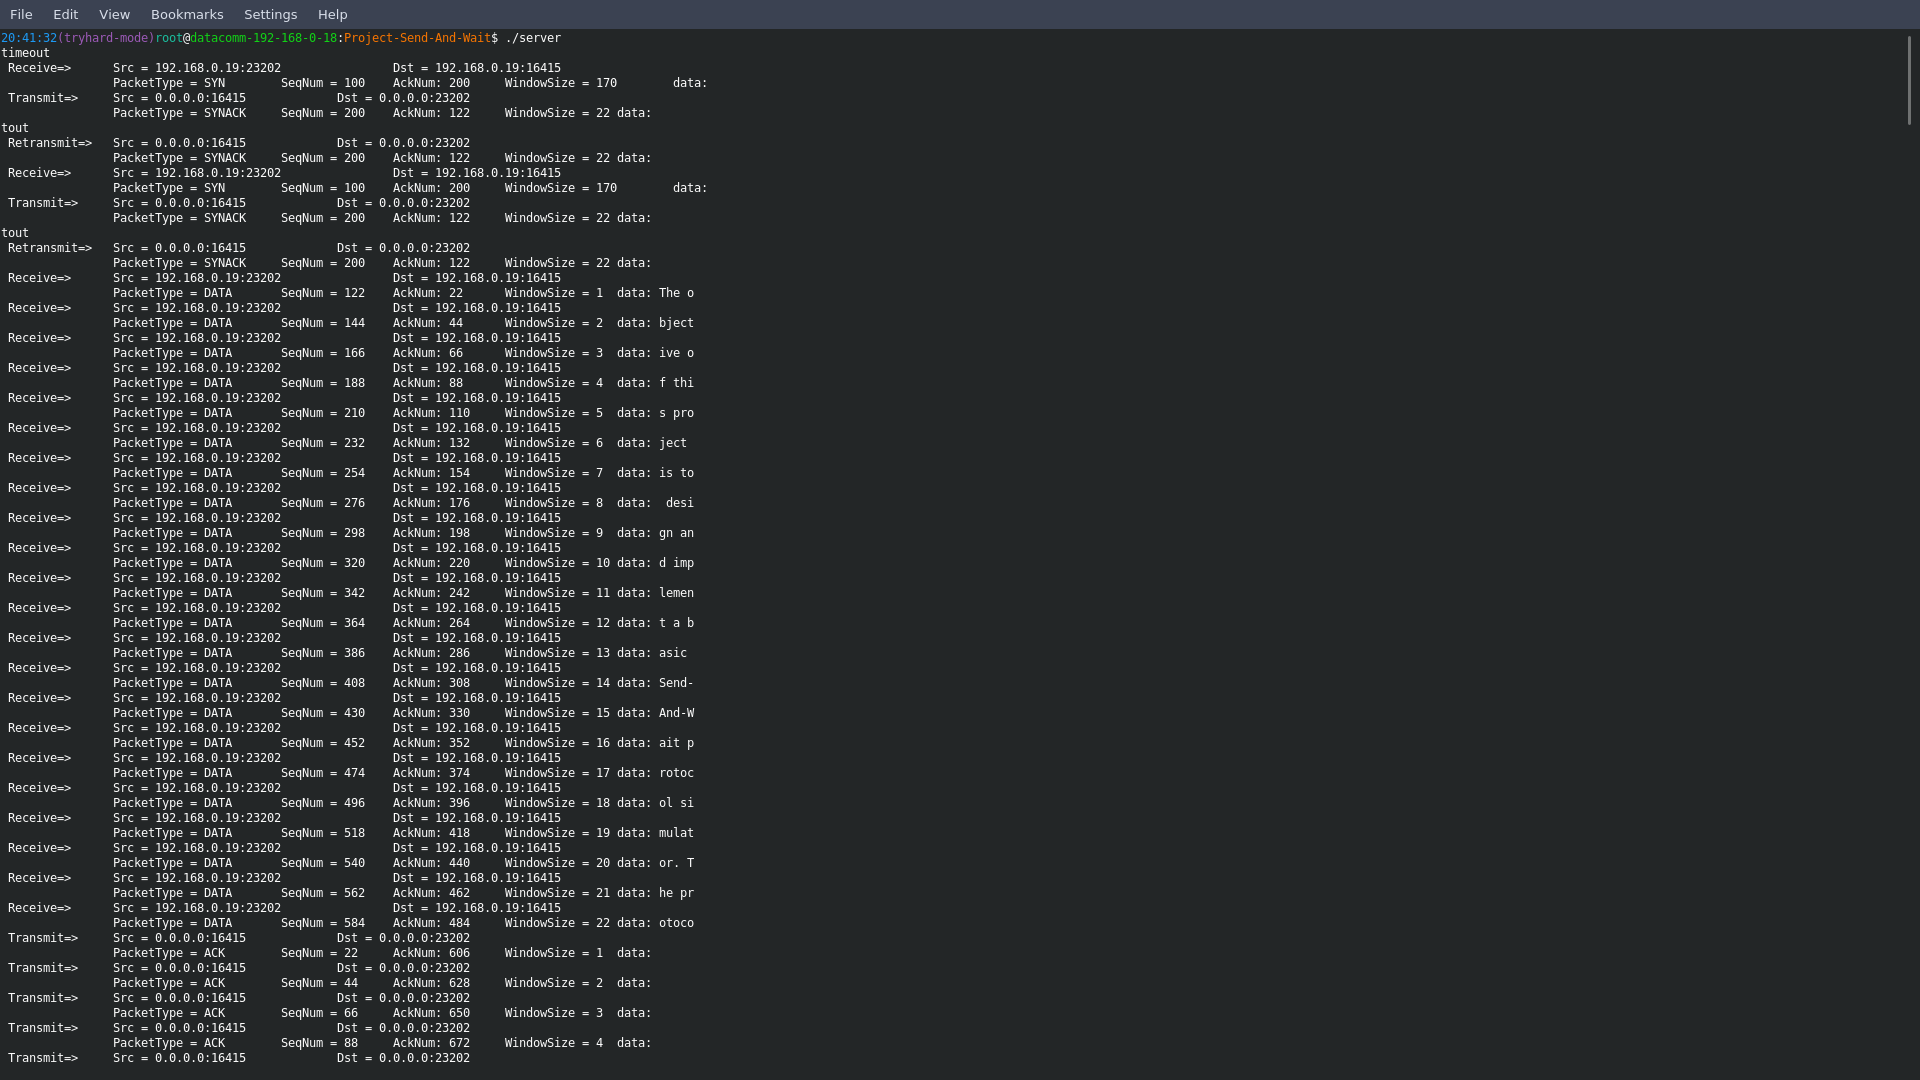 File Edit View Bookmarks Settings Help
20:41:32(tryhard-mode)root@datacomm-192-168-0-18:Project-Send-And-Wait$ ./server
timeout
Receive=> Src = 192.168.0.19:23202 Dst = 192.168.0.19:16415
PacketType = SYN SeqNum = 100 AckNum: 200 WindowSize = 170 data:
Transmit=> Src = 0.0.0.0:16415 Dst = 0.0.0.0:23202
PacketType = SYNACK SeqNum = 200 AckNum: 122 WindowSize = 22 data:
tout
Retransmit=> Src = 0.0.0.0:16415 Dst = 0.0.0.0:23202
PacketType = SYNACK SeqNum = 200 AckNum: 122 WindowSize = 22 data:
Receive=> Src = 192.168.0.19:23202 Dst = 192.168.0.19:16415
PacketType = SYN SeqNum = 100 AckNum: 200 WindowSize = 170 data:
Transmit=> Src = 0.0.0.0:16415 Dst = 0.0.0.0:23202
PacketType = SYNACK SeqNum = 200 AckNum: 122 WindowSize = 22 data:
tout
Retransmit=> Src = 0.0.0.0:16415 Dst = 0.0.0.0:23202
PacketType = SYNACK SeqNum = 200 AckNum: 122 WindowSize = 22 data:
Receive=> Src = 192.168.0.19:23202 Dst = 192.168.0.19:16415
PacketType = DATA SeqNum = 122 AckNum: 22 WindowSize = 1 data: The o
Receive=> Src = 192.168.0.19:23202 Dst = 192.168.0.19:16415
PacketType = DATA SeqNum = 144 AckNum: 44 WindowSize = 2 data: bject
Receive=> Src = 192.168.0.19:23202 Dst = 192.168.0.19:16415
PacketType = DATA SeqNum = 166 AckNum: 66 WindowSize = 3 data: ive o
Receive=> Src = 192.168.0.19:23202 Dst = 192.168.0.19:16415
PacketType = DATA SeqNum = 188 AckNum: 88 WindowSize = 4 data: f thi
Receive=> Src = 192.168.0.19:23202 Dst = 192.168.0.19:16415
PacketType = DATA SeqNum = 210 AckNum: 110 WindowSize = 5 data: s pro
Receive=> Src = 192.168.0.19:23202 Dst = 192.168.0.19:16415
PacketType = DATA SeqNum = 232 AckNum: 132 WindowSize = 6 data: ject
Receive=> Src = 192.168.0.19:23202 Dst = 192.168.0.19:16415
PacketType = DATA SeqNum = 254 AckNum: 154 WindowSize = 7 data: is to
Receive=> Src = 192.168.0.19:23202 Dst = 192.168.0.19:16415
PacketType = DATA SeqNum = 276 AckNum: 176 WindowSize = 8 data:  desi
Receive=> Src = 192.168.0.19:23202 Dst = 192.168.0.19:16415
PacketType = DATA SeqNum = 298 AckNum: 198 WindowSize = 9 data: gn an
Receive=> Src = 192.168.0.19:23202 Dst = 192.168.0.19:16415
PacketType = DATA SeqNum = 320 AckNum: 220 WindowSize = 10 data: d imp
Receive=> Src = 192.168.0.19:23202 Dst = 192.168.0.19:16415
PacketType = DATA SeqNum = 342 AckNum: 242 WindowSize = 11 data: lemen
Receive=> Src = 192.168.0.19:23202 Dst = 192.168.0.19:16415
PacketType = DATA SeqNum = 364 AckNum: 264 WindowSize = 12 data: t a b
Receive=> Src = 192.168.0.19:23202 Dst = 192.168.0.19:16415
PacketType = DATA SeqNum = 386 AckNum: 286 WindowSize = 13 data: asic
Receive=> Src = 192.168.0.19:23202 Dst = 192.168.0.19:16415
PacketType = DATA SeqNum = 408 AckNum: 308 WindowSize = 14 data: Send-
Receive=> Src = 192.168.0.19:23202 Dst = 192.168.0.19:16415
PacketType = DATA SeqNum = 430 AckNum: 330 WindowSize = 15 data: And-W
Receive=> Src = 192.168.0.19:23202 Dst = 192.168.0.19:16415
PacketType = DATA SeqNum = 452 AckNum: 352 WindowSize = 16 data: ait p
Receive=> Src = 192.168.0.19:23202 Dst = 192.168.0.19:16415
PacketType = DATA SeqNum = 474 AckNum: 374 WindowSize = 17 data: rotoc
Receive=> Src = 192.168.0.19:23202 Dst = 192.168.0.19:16415
PacketType = DATA SeqNum = 496 AckNum: 396 WindowSize = 18 data: ol si
Receive=> Src = 192.168.0.19:23202 Dst = 192.168.0.19:16415
PacketType = DATA SeqNum = 518 AckNum: 418 WindowSize = 19 data: mulat
Receive=> Src = 192.168.0.19:23202 Dst = 192.168.0.19:16415
PacketType = DATA SeqNum = 540 AckNum: 440 WindowSize = 20 data: or. T
Receive=> Src = 192.168.0.19:23202 Dst = 192.168.0.19:16415
PacketType = DATA SeqNum = 562 AckNum: 462 WindowSize = 21 data: he pr
Receive=> Src = 192.168.0.19:23202 Dst = 192.168.0.19:16415
PacketType = DATA SeqNum = 584 AckNum: 484 WindowSize = 22 data: otoco
Transmit=> Src = 0.0.0.0:16415 Dst = 0.0.0.0:23202
PacketType = ACK SeqNum = 22 AckNum: 606 WindowSize = 1 data:
Transmit=> Src = 0.0.0.0:16415 Dst = 0.0.0.0:23202
PacketType = ACK SeqNum = 44 AckNum: 628 WindowSize = 2 data:
Transmit=> Src = 0.0.0.0:16415 Dst = 0.0.0.0:23202
PacketType = ACK SeqNum = 66 AckNum: 650 WindowSize = 3 data:
Transmit=> Src = 0.0.0.0:16415 Dst = 0.0.0.0:23202
PacketType = ACK SeqNum = 88 AckNum: 672 WindowSize = 4 data:
Transmit=> Src = 0.0.0.0:16415 Dst = 0.0.0.0:23202